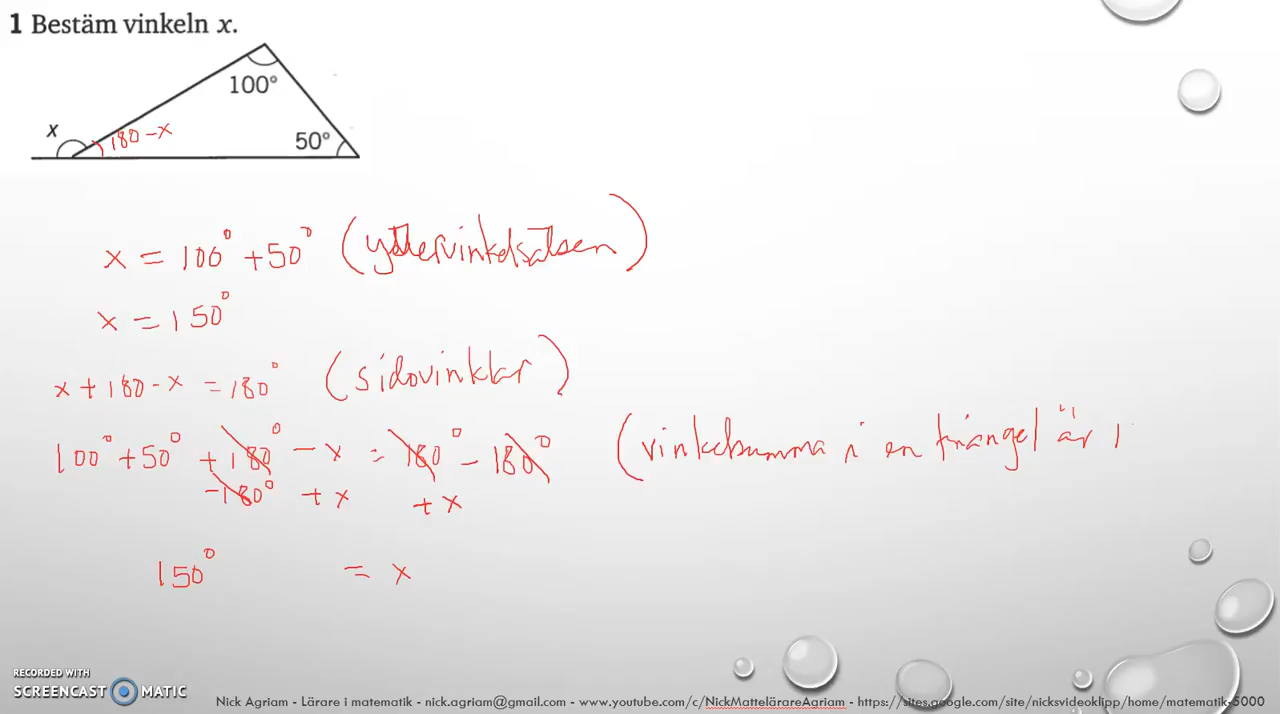 1 Bestäm vinkeln x.
100°
x
180-x
50°
x = 100° + 50° (yttervinkelsatsen)
x = 150°
x + 180 - x = 180° (sidovinklar)
100° + 50° + 180° - x = 180° - 180° (vinkelsumma i en triangel är 1
-180° + x + x
150° = x
RECORDED WITH
SCREENCAST MATIC
Nick Agriam - Lärare i matematik - nick.agriam@gmail.com - www.youtube.com/c/NickMattelärareAgriam - https://sites.google.com/site/nicksvideoklipp/home/matematik-5000